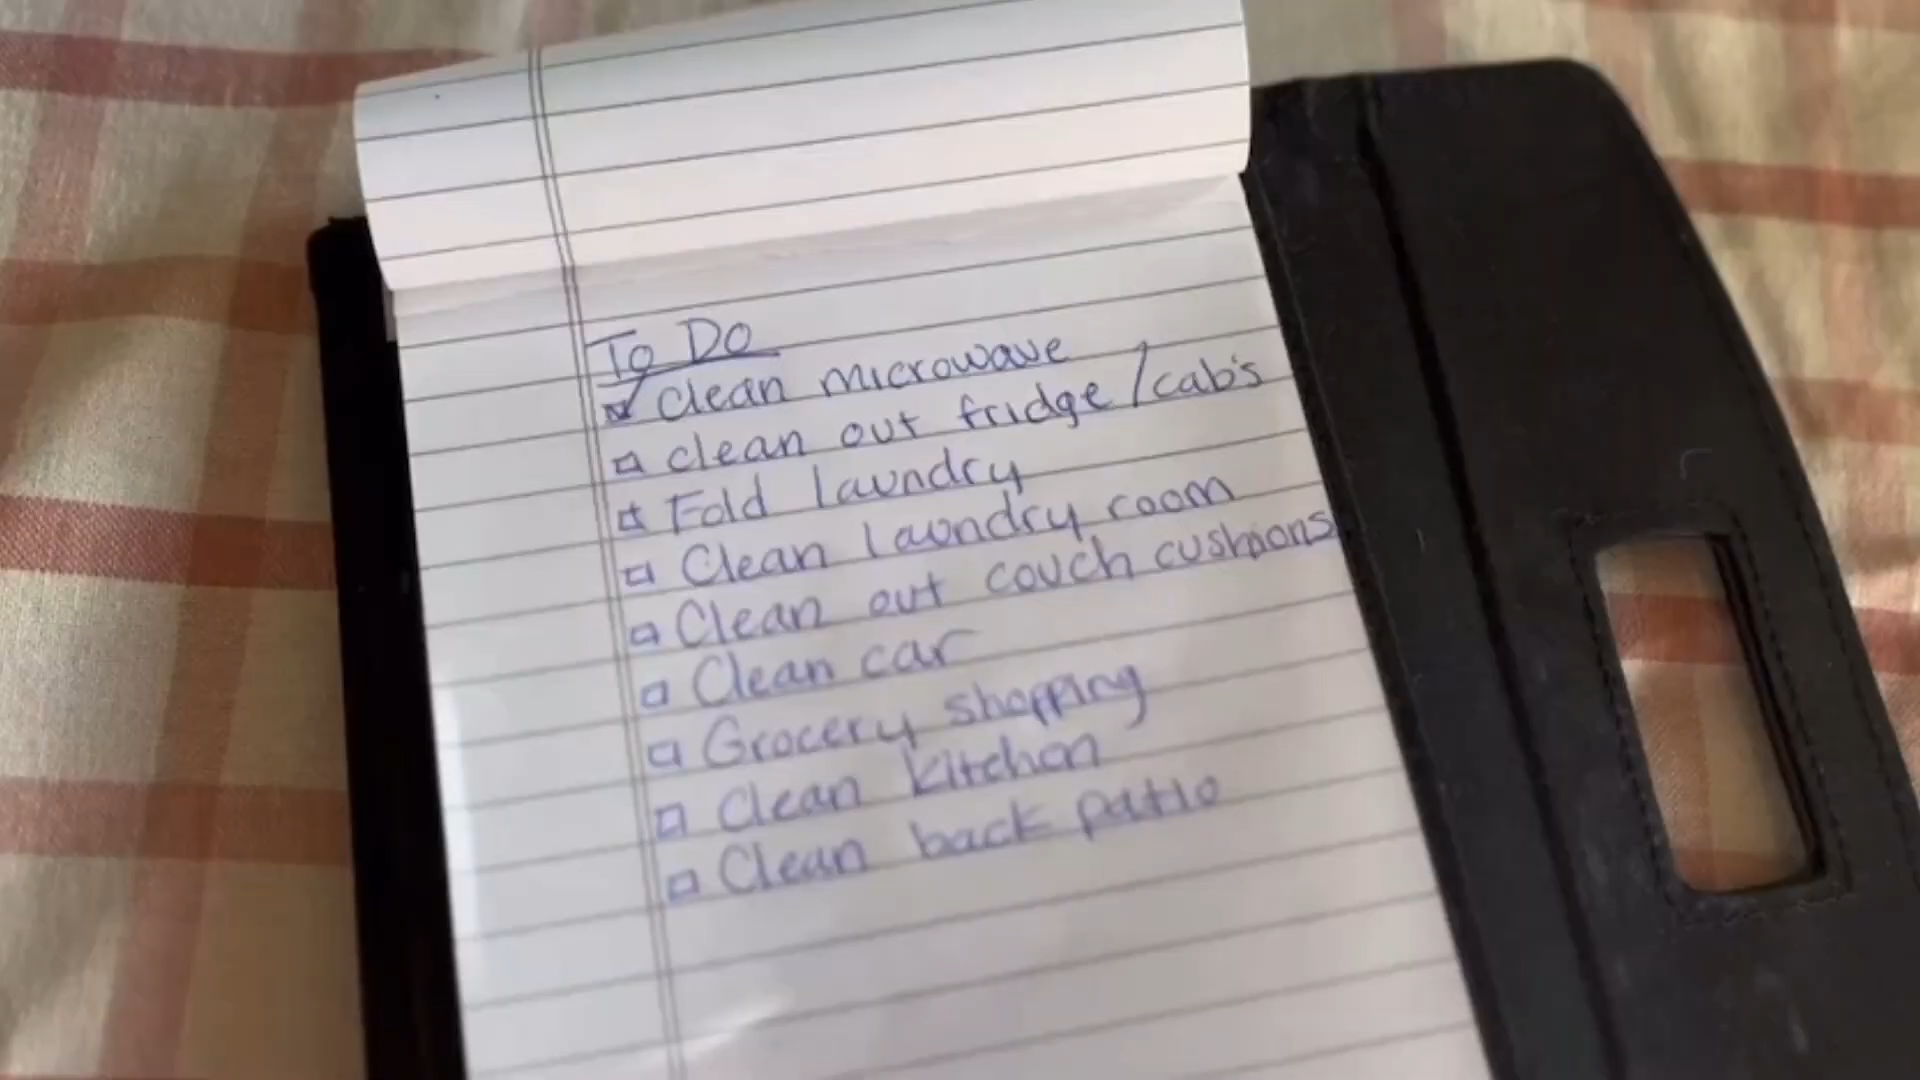 To Do
☑ Clean microwave
☐ clean out fridge/cab's
☐ Fold laundry
☐ Clean laundry room
☐ Clean out couch cushions
☐ Clean car
☐ Grocery shopping
☐ Clean kitchen
☐ Clean back patio